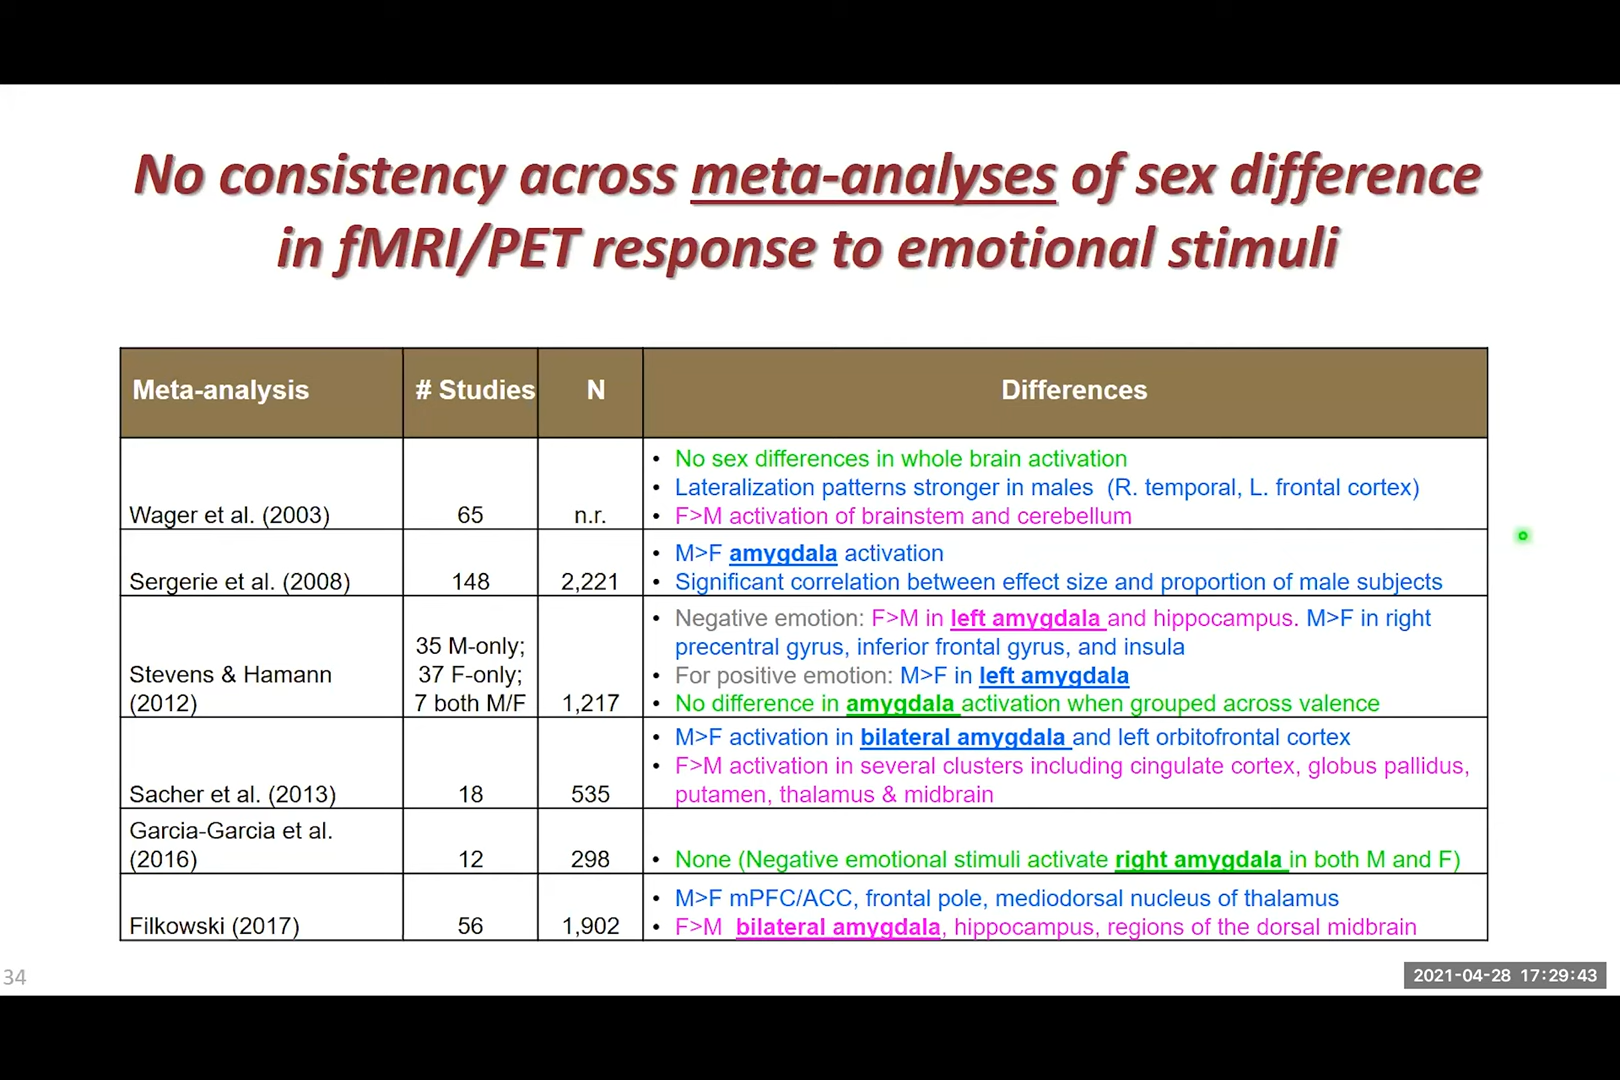 No consistency across meta-analyses of sex difference
in fMRI/PET response to emotional stimuli
Meta-analysis # Studies N Differences
• No sex differences in whole brain activation
• Lateralization patterns stronger in males (R. temporal, L. frontal cortex)
Wager et al. (2003) 65 n.r. • F>M activation of brainstem and cerebellum
• M>F amygdala activation
Sergerie et al. (2008) 148 2,221 • Significant correlation between effect size and proportion of male subjects
• Negative emotion: F>M in left amygdala and hippocampus. M>F in right
35 M-only; precentral gyrus, inferior frontal gyrus, and insula
Stevens & Hamann 37 F-only; • For positive emotion: M>F in left amygdala
(2012) 7 both M/F 1,217 • No difference in amygdala activation when grouped across valence
• M>F activation in bilateral amygdala and left orbitofrontal cortex
• F>M activation in several clusters including cingulate cortex, globus pallidus,
Sacher et al. (2013) 18 535 putamen, thalamus & midbrain
Garcia-Garcia et al.
(2016) 12 298 • None (Negative emotional stimuli activate right amygdala in both M and F)
• M>F mPFC/ACC, frontal pole, mediodorsal nucleus of thalamus
Filkowski (2017) 56 1,902 • F>M bilateral amygdala, hippocampus, regions of the dorsal midbrain
34
2021-04-28 17:29:43